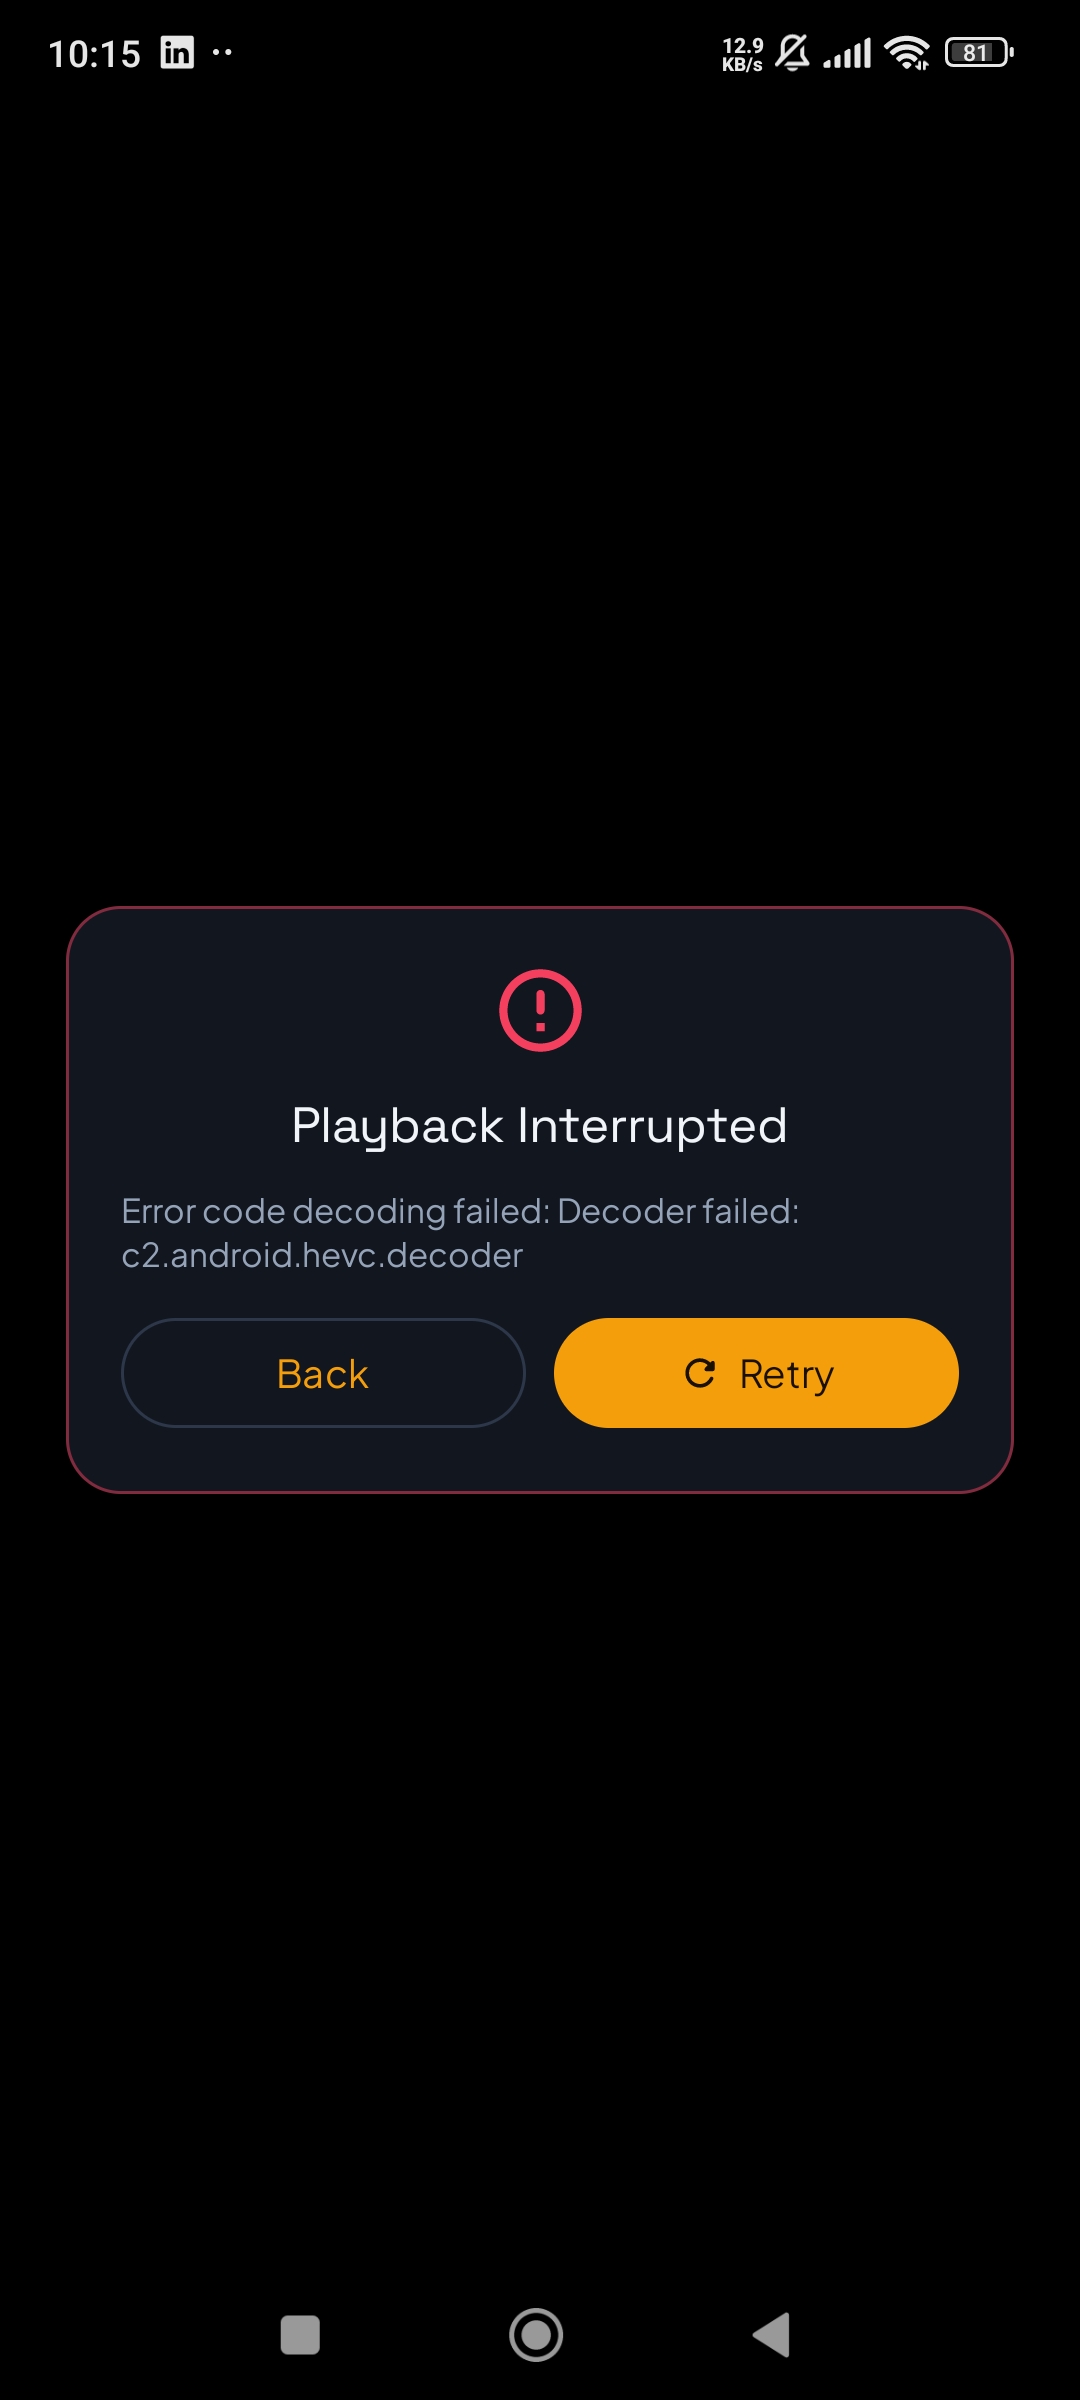 10:15 in
12.9
KB/s
81
Playback Interrupted
Error code decoding failed: Decoder failed:
c2.android.hevc.decoder
Back
Retry